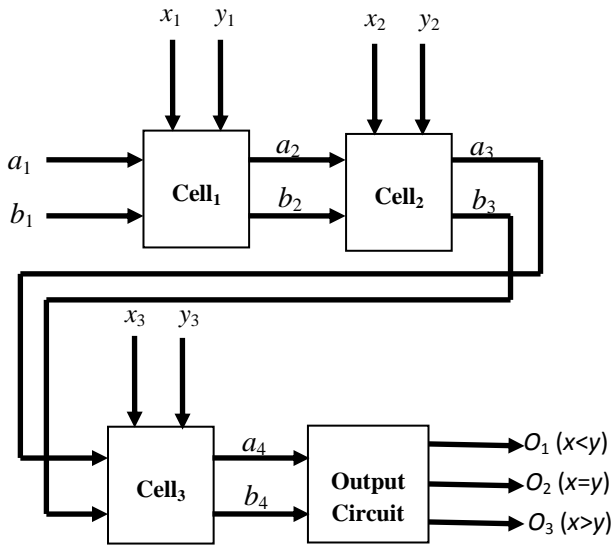 x₁ y₁ x₂ y₂
a₁ a₂ a₃
Cell₁ Cell₂
b₁ b₂ b₃
x₃ y₃
a₄ O₁ (x<y)
Cell₃ Output Circuit O₂ (x=y)
b₄ O₃ (x>y)